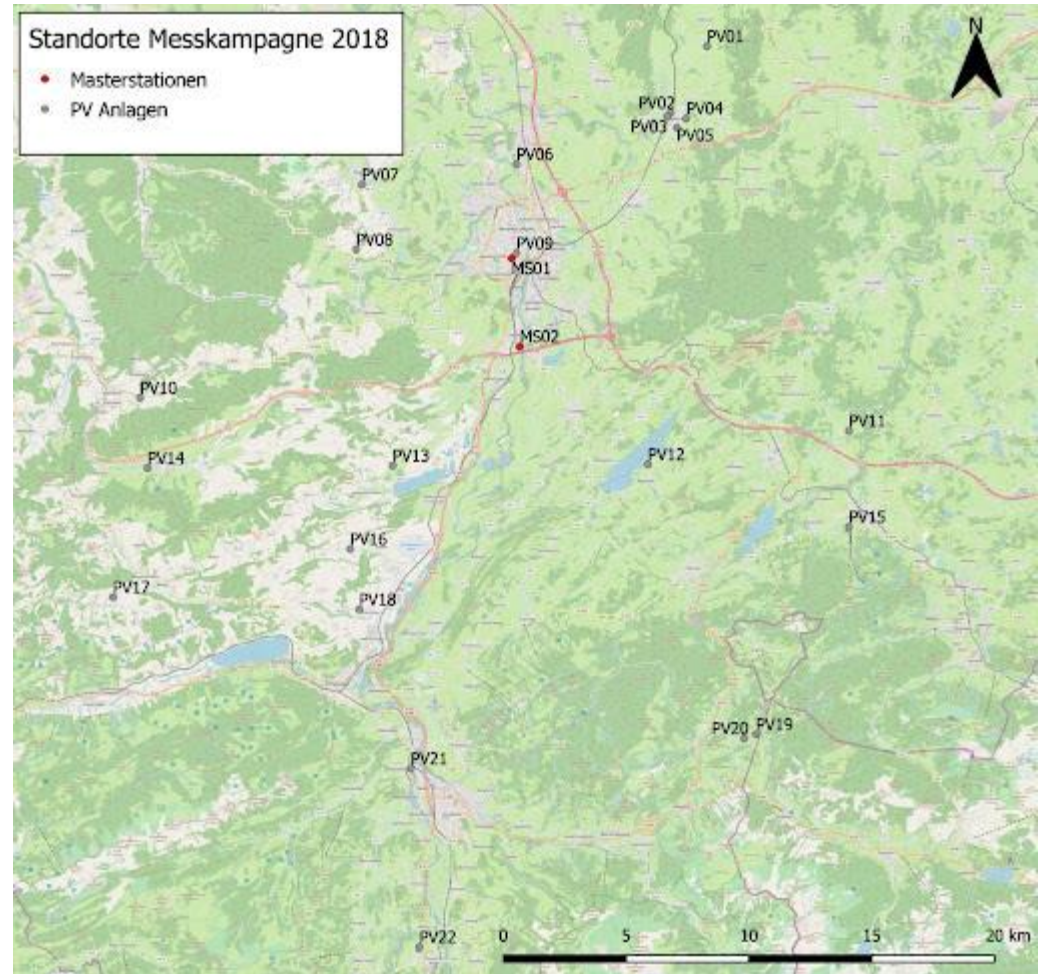 Standorte Messkampagne 2018
Masterstationen
PV Anlagen
N
PV01
PV02
PV04
PV03
PV05
PV06
PV07
PV08
PV09
MS01
MS02
PV10
PV11
PV13
PV12
PV14
PV15
PV16
PV17
PV18
PV20
PV19
PV21
PV22
0
5
10
15
20 km